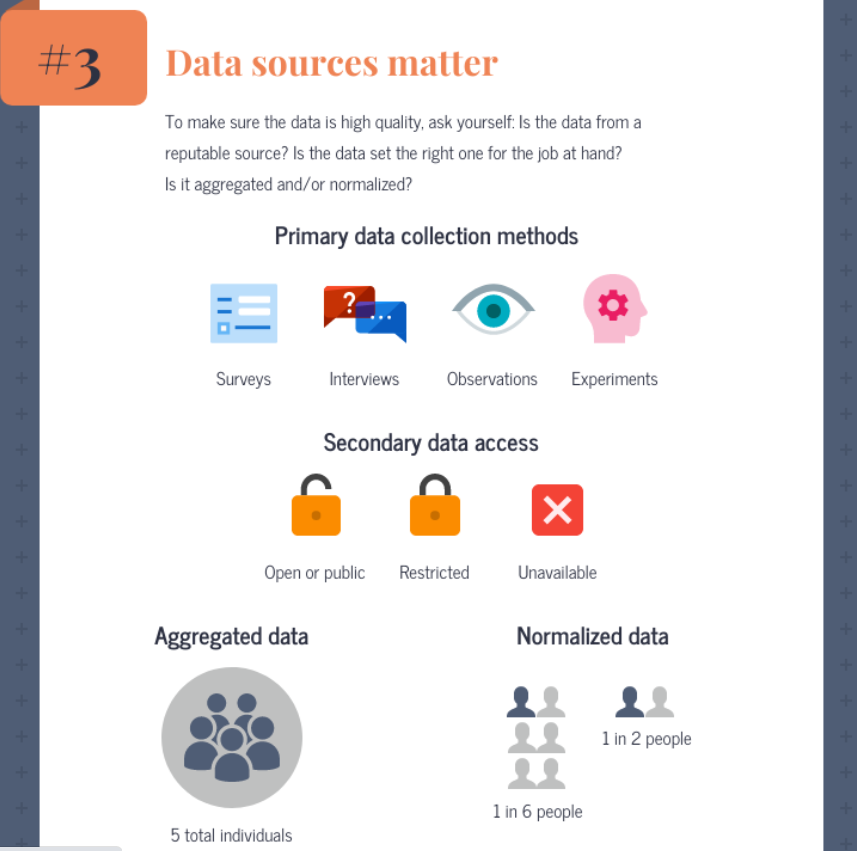 #3
Data sources matter
To make sure the data is high quality, ask yourself: Is the data from a
reputable source? Is the data set the right one for the job at hand?
Is it aggregated and/or normalized?
Primary data collection methods
?
...
Surveys Interviews Observations Experiments
Secondary data access
Open or public Restricted Unavailable
Aggregated data Normalized data
1 in 2 people
1 in 6 people
5 total individuals